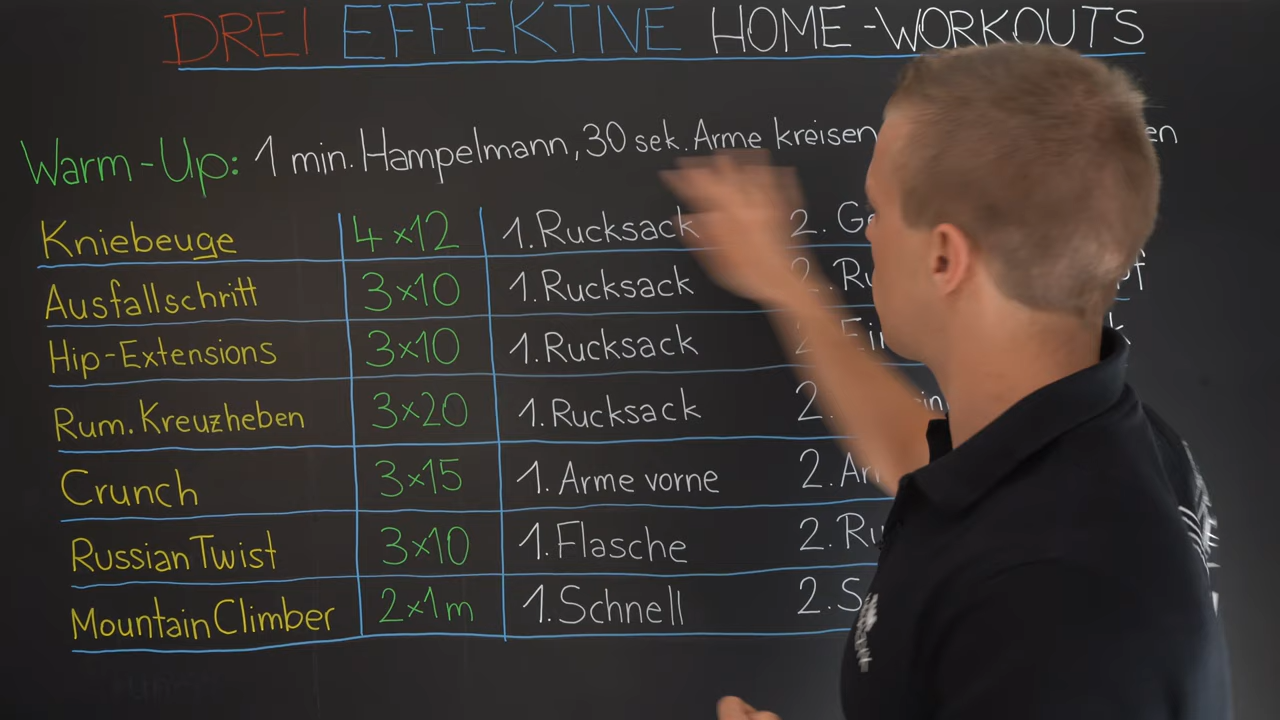 DREI EFFEKTIVE HOME-WORKOUTS
Warm-Up: 1 min. Hampelmann, 30 sek. Arme kreisen
Kniebeuge 4x12 1. Rucksack 2.
Ausfallschritt 3x10 1. Rucksack 2.
Hip-Extensions 3x10 1. Rucksack 2.
Rum. Kreuzheben 3x20 1. Rucksack 2.
Crunch 3x15 1. Arme vorne 2.
Russian Twist 3x10 1. Flasche 2.
Mountain Climber 2x1m 1. Schnell 2.